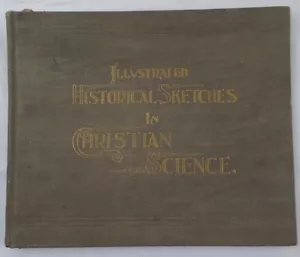 ILLUSTRATED
HISTORICAL SKETCHES
IN
CHRISTIAN
SCIENCE.